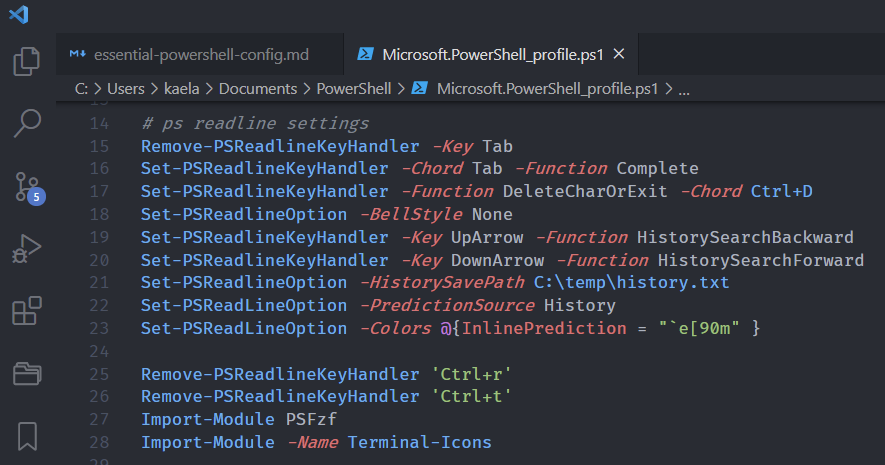 essential-powershell-config.md
Microsoft.PowerShell_profile.ps1
C: > Users > kaela > Documents > PowerShell > Microsoft.PowerShell_profile.ps1 > ...
5
14 # ps readline settings
15 Remove-PSReadlineKeyHandler -Key Tab
16 Set-PSReadlineKeyHandler -Chord Tab -Function Complete
17 Set-PSReadlineKeyHandler -Function DeleteCharOrExit -Chord Ctrl+D
18 Set-PSReadlineOption -BellStyle None
19 Set-PSReadlineKeyHandler -Key UpArrow -Function HistorySearchBackward
20 Set-PSReadlineKeyHandler -Key DownArrow -Function HistorySearchForward
21 Set-PSReadlineOption -HistorySavePath C:\temp\history.txt
22 Set-PSReadLineOption -PredictionSource History
23 Set-PSReadLineOption -Colors @{InlinePrediction = "`e[90m" }
24
25 Remove-PSReadlineKeyHandler 'Ctrl+r'
26 Remove-PSReadlineKeyHandler 'Ctrl+t'
27 Import-Module PSFzf
28 Import-Module -Name Terminal-Icons